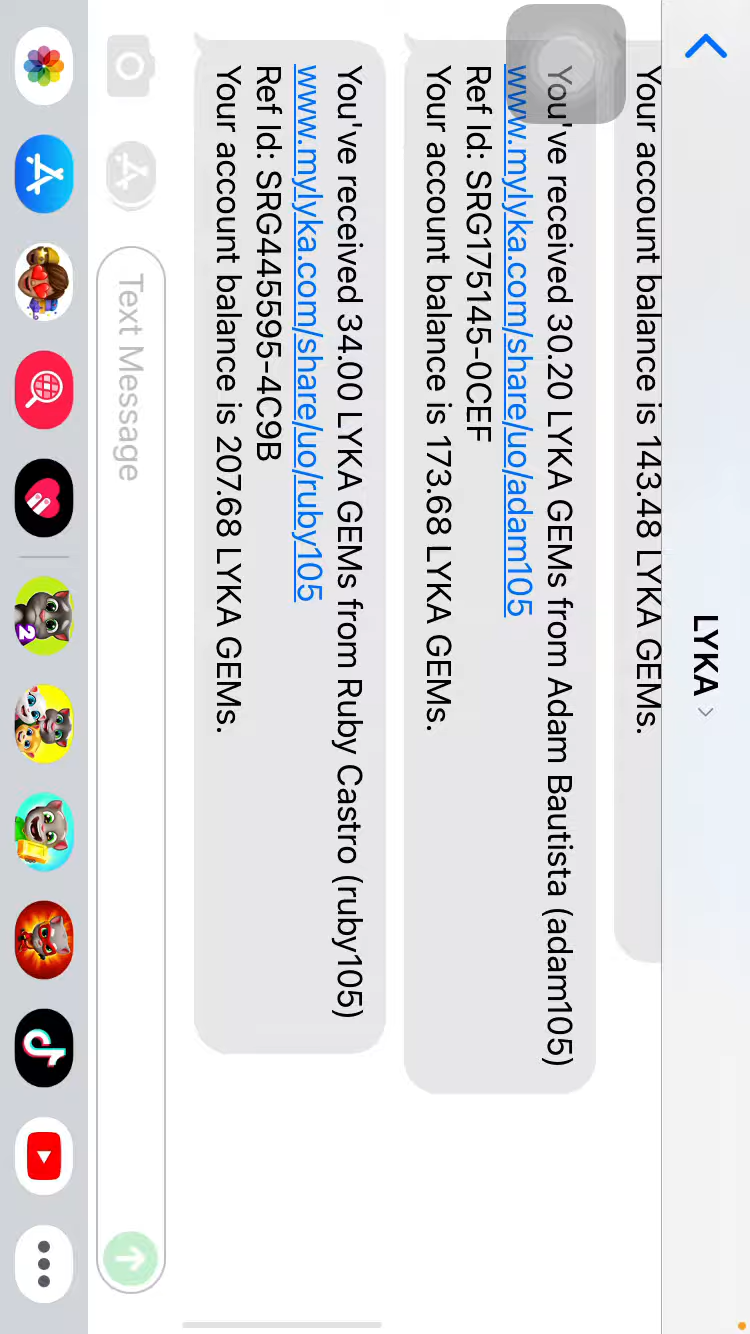 LYKA
Your account balance is 143.48 LYKA GEMs.
You've received 30.20 LYKA GEMs from Adam Bautista (adam105)
www.mylyka.com/share/uo/adam105
Ref Id: SRG175145-0CEF
Your account balance is 173.68 LYKA GEMs.
You've received 34.00 LYKA GEMs from Ruby Castro (ruby105)
www.mylyka.com/share/uo/ruby105
Ref Id: SRG445595-4C9B
Your account balance is 207.68 LYKA GEMs.
Text Message
2